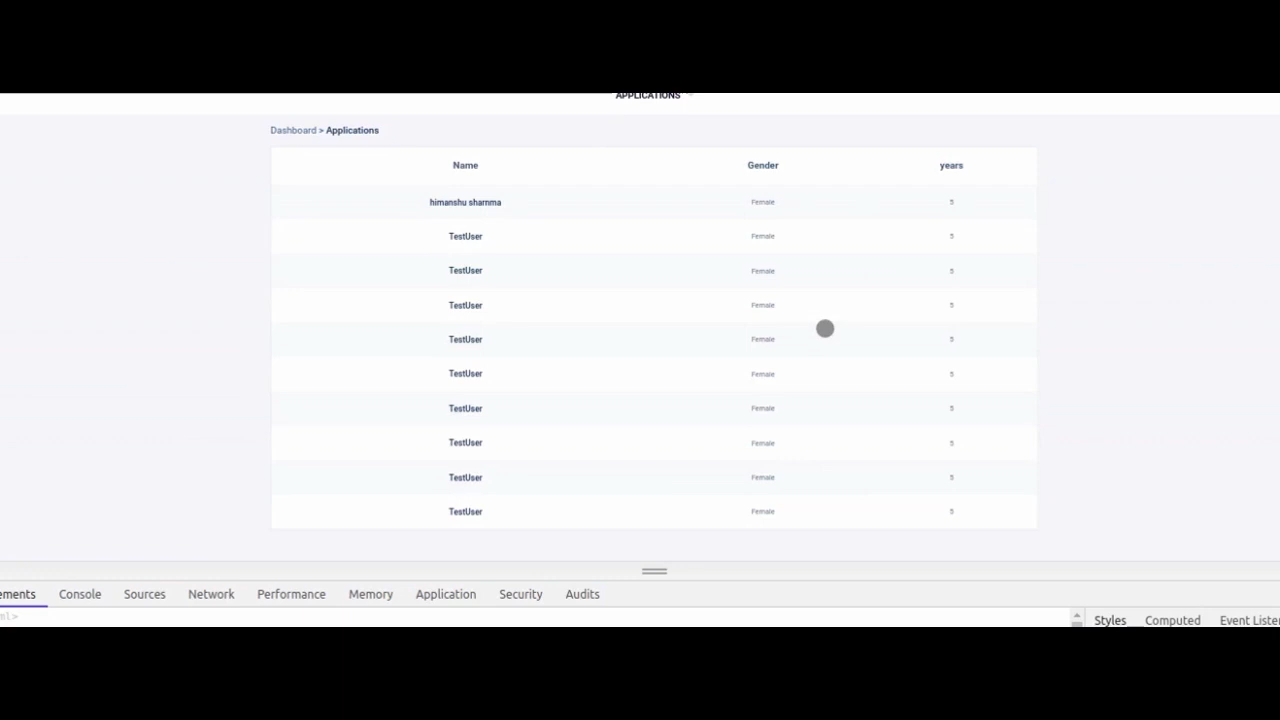 APPLICATIONS
Dashboard > Applications
Name Gender years
himanshu sharma Female 5
TestUser Female 5
TestUser Female 5
TestUser Female 5
TestUser Female 5
TestUser Female 5
TestUser Female 5
TestUser Female 5
TestUser Female 5
TestUser Female 5
ements Console Sources Network Performance Memory Application Security Audits
ml>
Styles Computed Event Listen